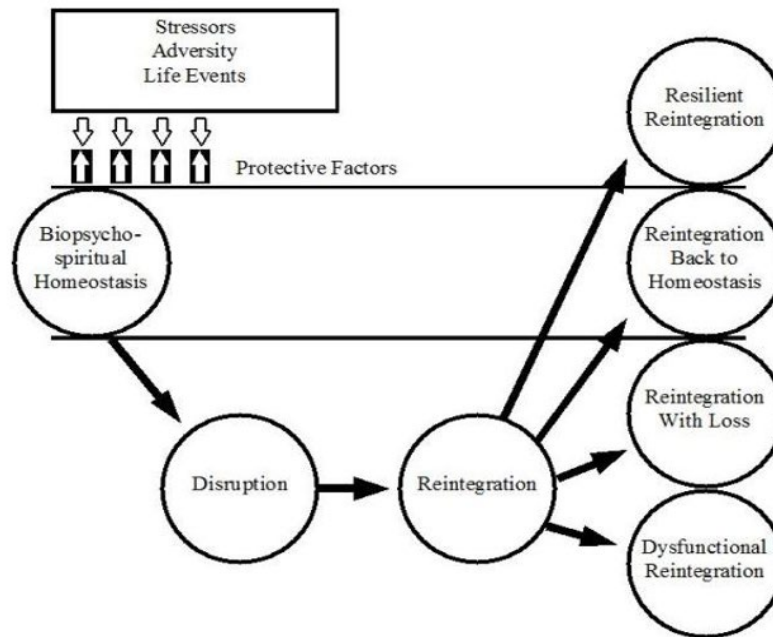 Stressors
Adversity
Life Events
Protective Factors
Biopsycho-
spiritual
Homeostasis
Disruption
Reintegration
Resilient
Reintegration
Reintegration
Back to
Homeostasis
Reintegration
With Loss
Dysfunctional
Reintegration